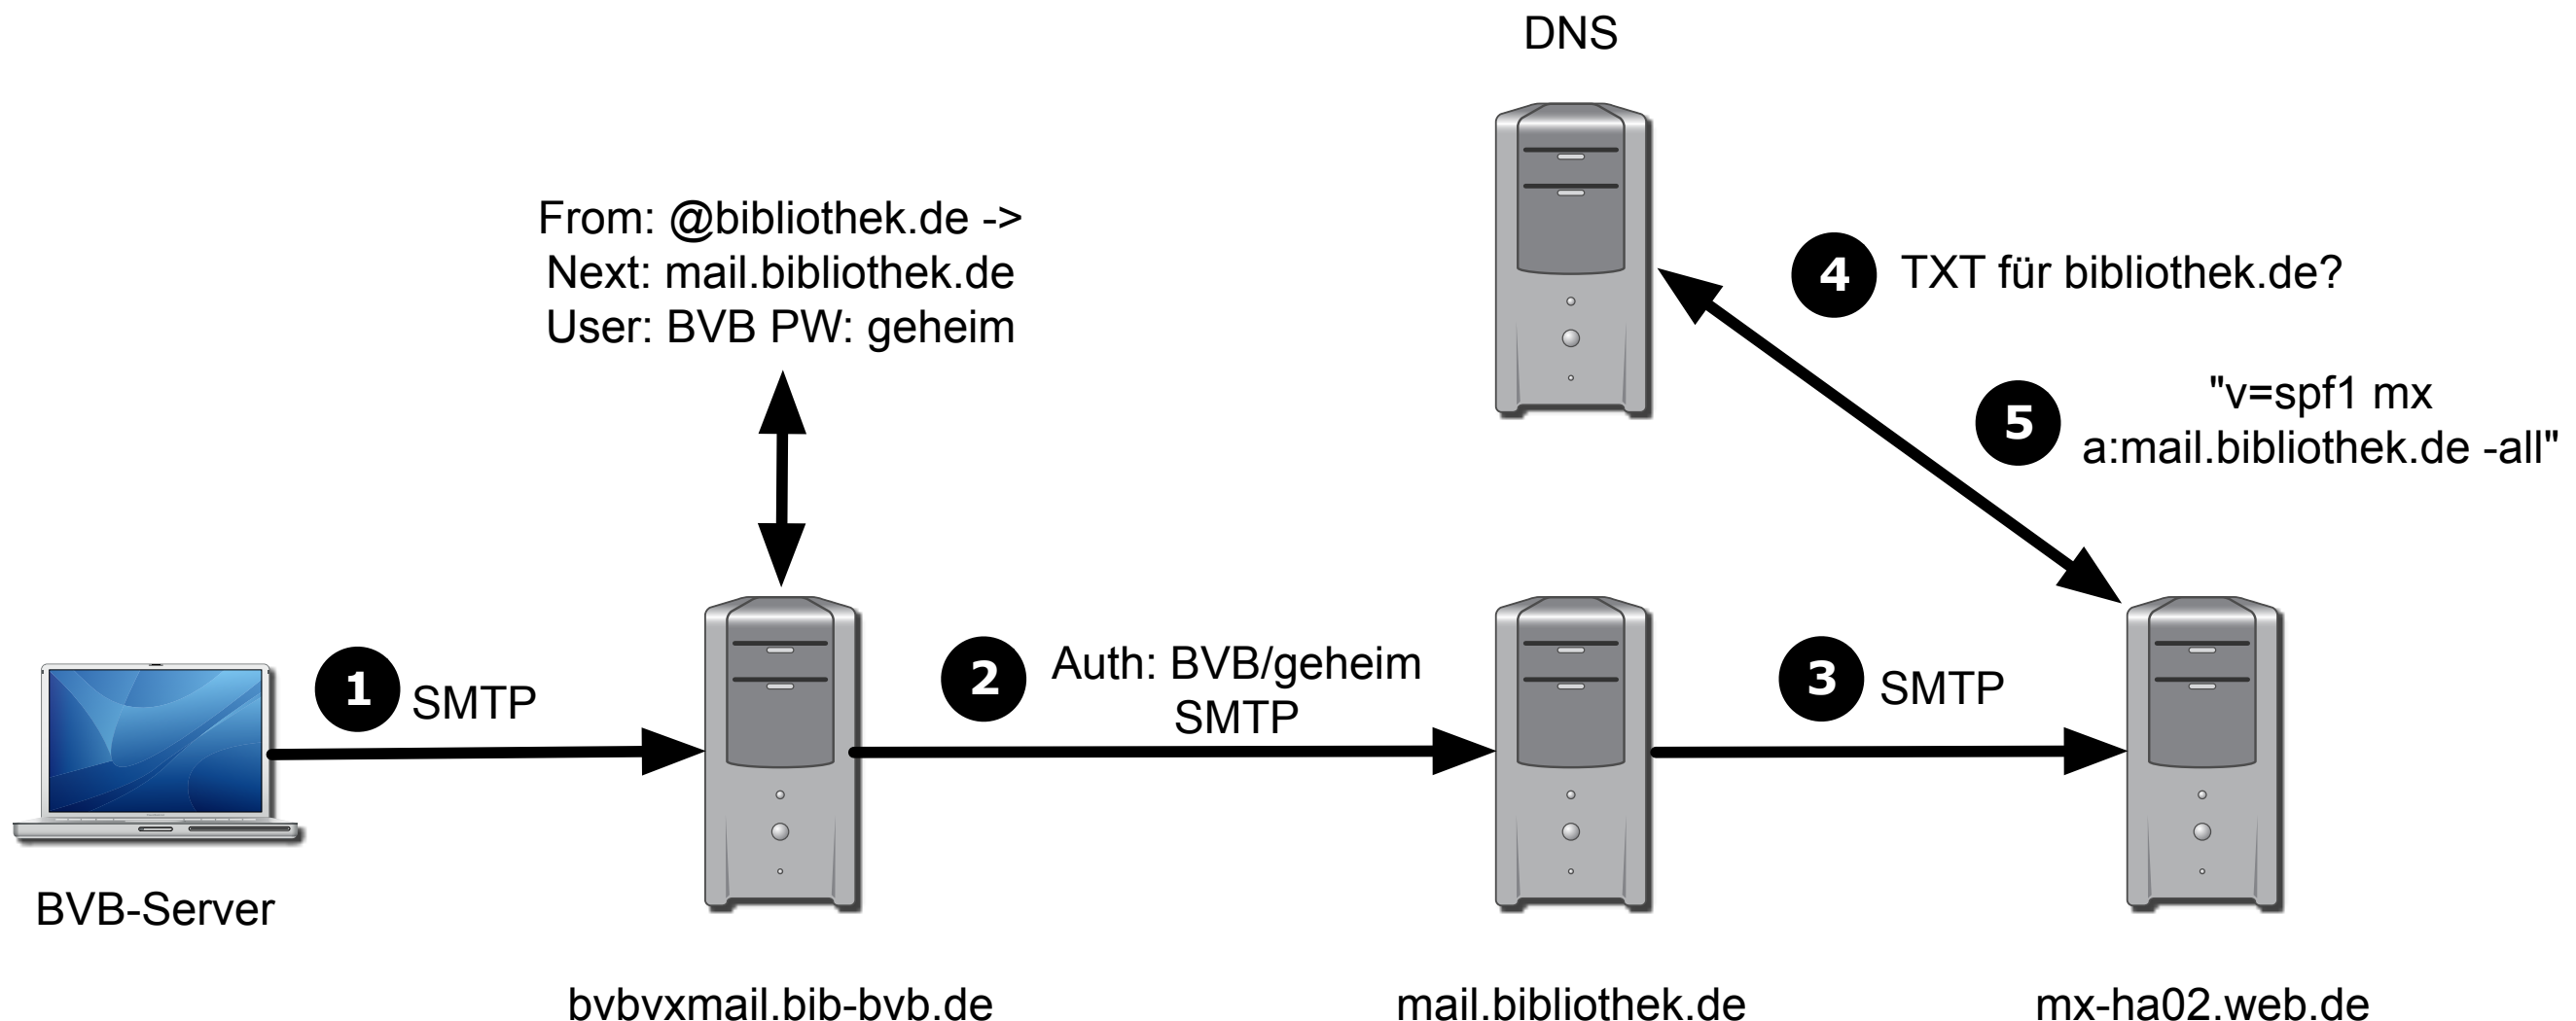 DNS
From: @bibliothek.de ->
Next: mail.bibliothek.de
User: BVB PW: geheim
4 TXT für bibliothek.de?
5 "v=spf1 mx
a:mail.bibliothek.de -all"
1 SMTP
2 Auth: BVB/geheim
SMTP
3 SMTP
BVB-Server
bvbvxmail.bib-bvb.de
mail.bibliothek.de
mx-ha02.web.de